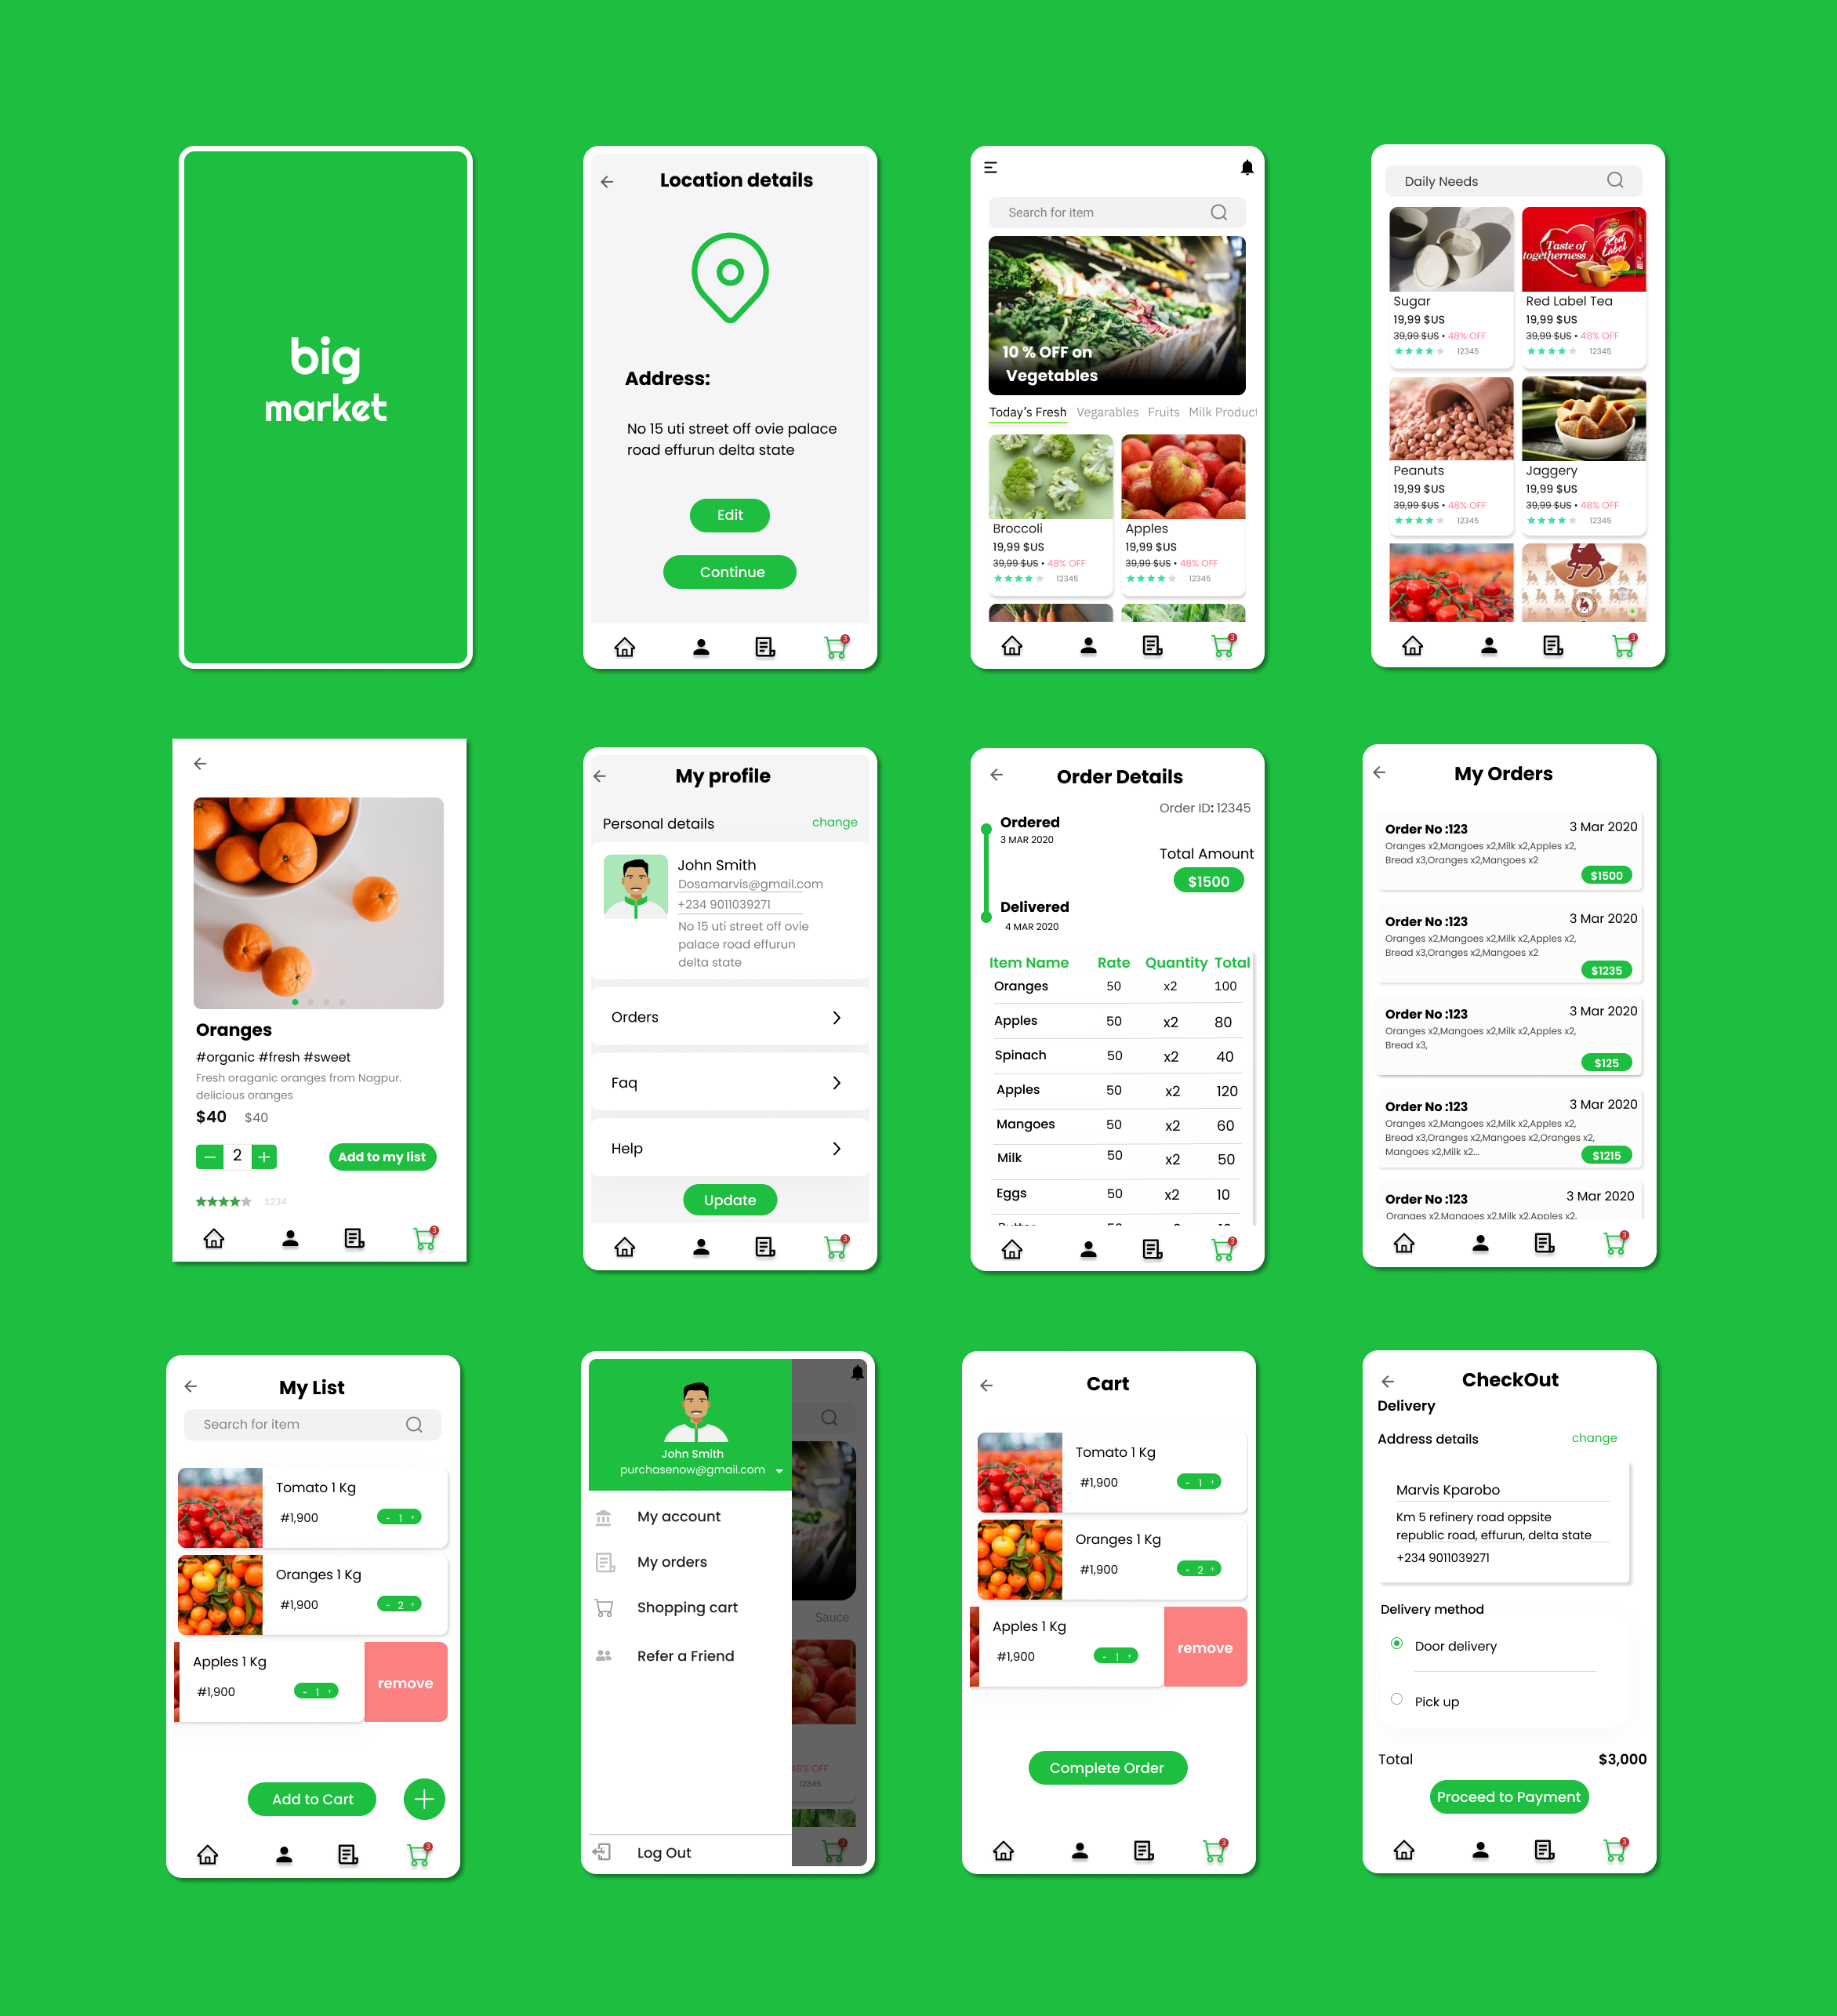 big
market
Location details
Address:
No 15 uti street off ovie palace
road effurun delta state
Edit
Continue
3
Search for item
10 % OFF on
Vegetables
Today's Fresh Vegarables Fruits Milk Product
Broccoli
19,99 $US
39,99 $US • 48% OFF
12345
Apples
19,99 $US
39,99 $US • 48% OFF
12345
3
Daily Needs
Taste of
togetherness
Red
Label
Sugar
19,99 $US
39,99 $US • 48% OFF
12345
Red Label Tea
19,99 $US
39,99 $US • 48% OFF
12345
Peanuts
19,99 $US
39,99 $US • 48% OFF
12345
Jaggery
19,99 $US
39,99 $US • 48% OFF
12345
3
Oranges
#organic #fresh #sweet
Fresh oraganic oranges from Nagpur.
delicious oranges
$40 $40
2
Add to my list
1234
3
My profile
Personal details change
John Smith
Dosamarvis@gmail.com
+234 9011039271
No 15 uti street off ovie
palace road effurun
delta state
Orders
Faq
Help
Update
3
Order Details
Order ID: 12345
Ordered
3 MAR 2020
Total Amount
$1500
Delivered
4 MAR 2020
Item Name Rate Quantity Total
Oranges 50 x2 100
Apples 50 x2 80
Spinach 50 x2 40
Apples 50 x2 120
Mangoes 50 x2 60
Milk 50 x2 50
Eggs 50 x2 10
3
My Orders
Order No :123 3 Mar 2020
Oranges x2,Mangoes x2,Milk x2,Apples x2,
Bread x3,Oranges x2,Mangoes x2
$1500
Order No :123 3 Mar 2020
Oranges x2,Mangoes x2,Milk x2,Apples x2,
Bread x3,Oranges x2,Mangoes x2
$1235
Order No :123 3 Mar 2020
Oranges x2,Mangoes x2,Milk x2,Apples x2,
Bread x3,
$125
Order No :123 3 Mar 2020
Oranges x2,Mangoes x2,Milk x2,Apples x2,
Bread x3,Oranges x2,Mangoes x2,Oranges x2,
Mangoes x2,Milk x2...
$1215
Order No :123 3 Mar 2020
Oranges x2,Mangoes x2,Milk x2,Apples x2,
3
My List
Search for item
Tomato 1 Kg
#1,900 - 1 +
Oranges 1 Kg
#1,900 - 2 +
Apples 1 Kg
#1,900 - 1 +
remove
Add to Cart
3
John Smith
purchasenow@gmail.com
My account
My orders
Shopping cart
Refer a Friend
Log Out
Sauce
48% OFF
12345
3
Cart
Tomato 1 Kg
#1,900 - 1 +
Oranges 1 Kg
#1,900 - 2 +
Apples 1 Kg
#1,900 - 1 +
remove
Complete Order
3
CheckOut
Delivery
Address details change
Marvis Kparobo
Km 5 refinery road oppsite
republic road, effurun, delta state
+234 9011039271
Delivery method
Door delivery
Pick up
Total $3,000
Proceed to Payment
3